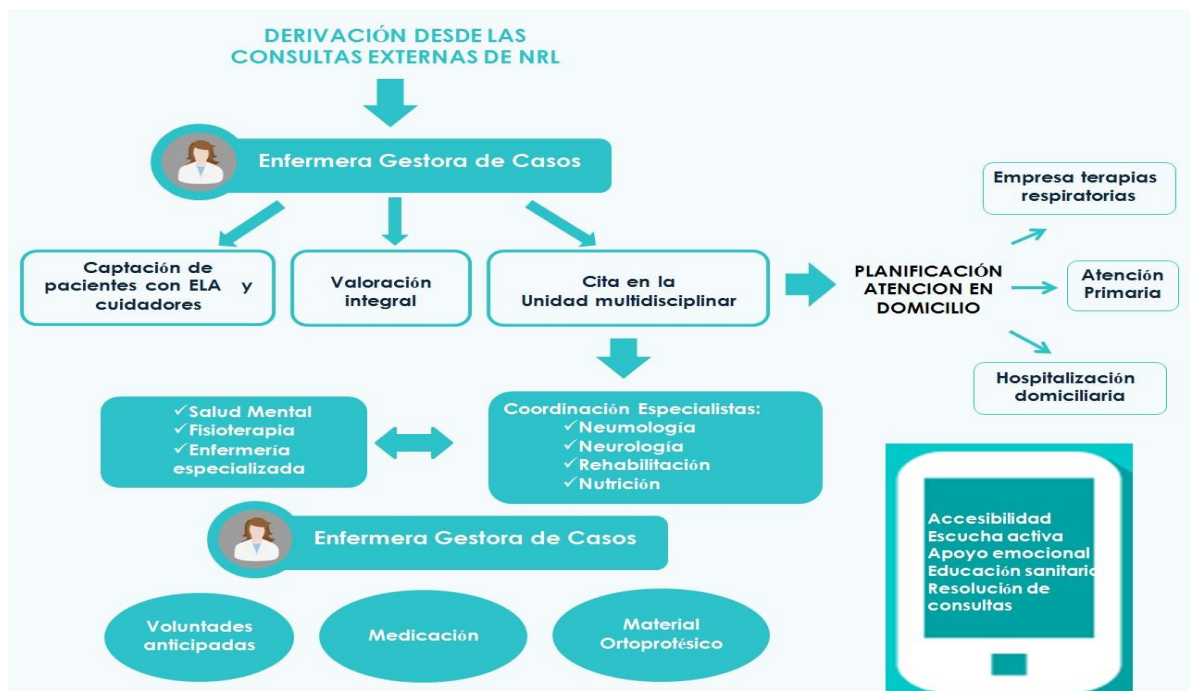 DERIVACIÓN DESDE LAS
CONSULTAS EXTERNAS DE NRL
Enfermera Gestora de Casos
Captación de
pacientes con ELA y
cuidadores
Valoración
integral
Cita en la
Unidad multidisciplinar
PLANIFICACIÓN
ATENCION EN
DOMICILIO
Empresa terapias
respiratorias
Atención
Primaria
Hospitalización
domiciliaria
✓Salud Mental
✓Fisioterapia
✓Enfermería
especializada
Coordinación Especialistas:
✓Neumología
✓Neurología
✓Rehabilitación
✓Nutrición
Enfermera Gestora de Casos
Voluntades
anticipadas
Medicación
Material
Ortoprotésico
Accesibilidad
Escucha activa
Apoyo emocional
Educación sanitaria
Resolución de
consultas